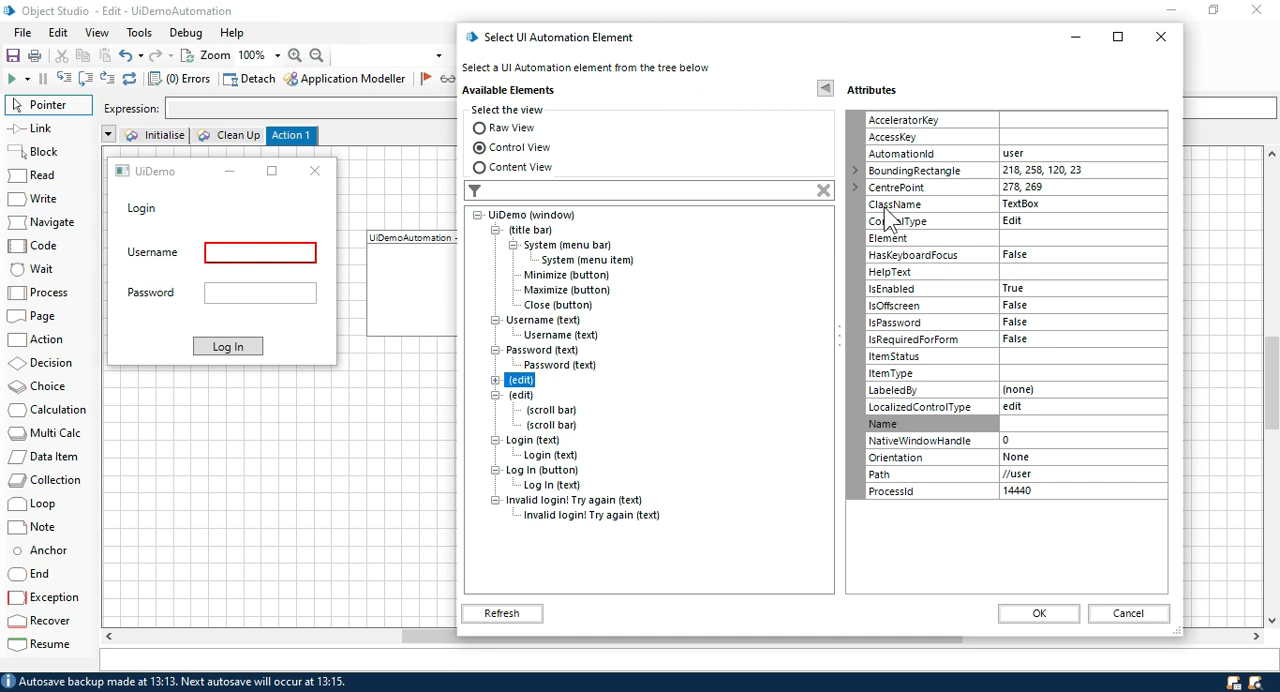 Object Studio - Edit - UiDemoAutomation
File Edit View Tools Debug Help
Zoom 100%
(0) Errors Detach Application Modeller
Pointer
Link
Block
Read
Write
Navigate
Code
Wait
Process
Page
Action
Decision
Choice
Calculation
Multi Calc
Data Item
Collection
Loop
Note
Anchor
End
Exception
Recover
Resume
Expression:
Initialise Clean Up Action 1
UiDemo
Login
Username
Password
Log In
UiDemoAutomation -
Select UI Automation Element
Select a UI Automation element from the tree below
Available Elements
Select the view
Raw View
Control View
Content View
UiDemo (window)
(title bar)
System (menu bar)
System (menu item)
Minimize (button)
Maximize (button)
Close (button)
Username (text)
Username (text)
Password (text)
Password (text)
(edit)
(edit)
(scroll bar)
(scroll bar)
Login (text)
Login (text)
Log In (button)
Log In (text)
Invalid login! Try again (text)
Invalid login! Try again (text)
Refresh
Attributes
AcceleratorKey
AccessKey
AutomationId user
BoundingRectangle 218, 258, 120, 23
CentrePoint 278, 269
ClassName TextBox
Edit
Element
HasKeyboardFocus False
HelpText
IsEnabled True
IsOffscreen False
IsPassword False
IsRequiredForForm False
ItemStatus
ItemType
LabeledBy (none)
LocalizedControlType edit
Name
NativeWindowHandle 0
Orientation None
Path //user
ProcessId 14440
OK Cancel
Autosave backup made at 13:13. Next autosave will occur at 13:15.